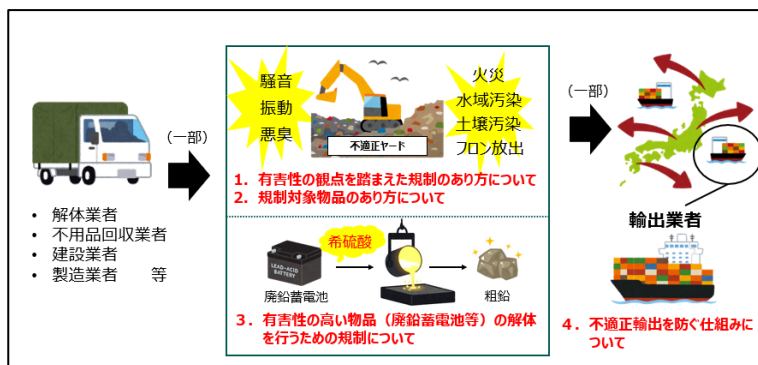 （一部）
• 解体業者
• 不用品回収業者
• 建設業者
• 製造業者　等
騒音
振動
悪臭
不適正ヤード
火災
水域汚染
土壌汚染
フロン放出
1．有害性の観点を踏まえた規制のあり方について
2．規制対象物品のあり方について
LEAD-ACID
BATTERY
廃鉛蓄電池
希硫酸
粗鉛
3．有害性の高い物品（廃鉛蓄電池等）の解体
を行うための規制について
（一部）
輸出業者
4．不適正輸出を防ぐ仕組みに
ついて